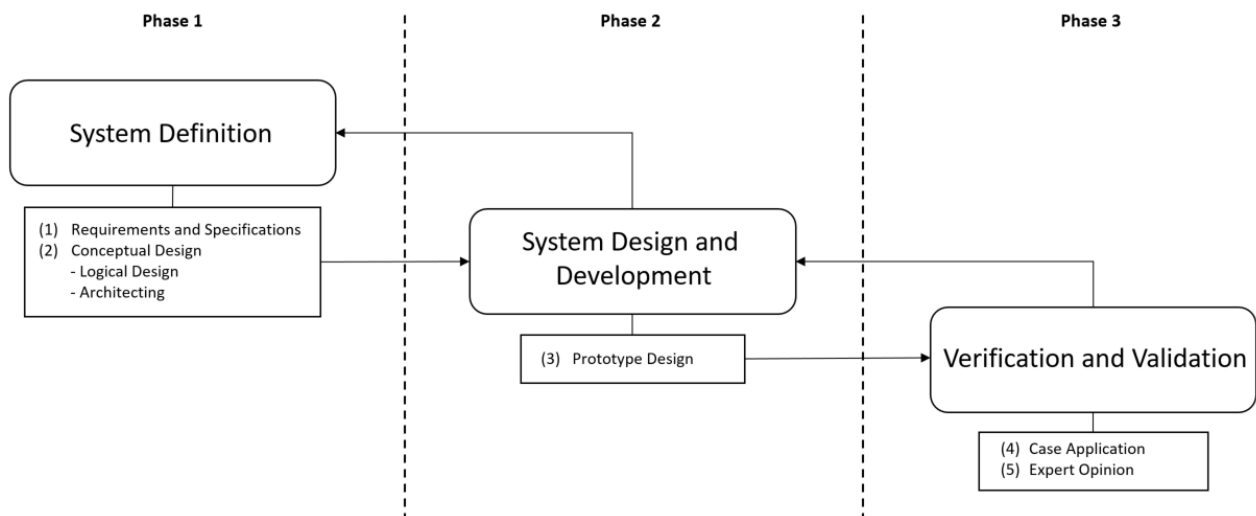 Phase 1
Phase 2
Phase 3
System Definition
(1) Requirements and Specifications
(2) Conceptual Design
- Logical Design
- Architecting
System Design and
Development
(3) Prototype Design
Verification and Validation
(4) Case Application
(5) Expert Opinion